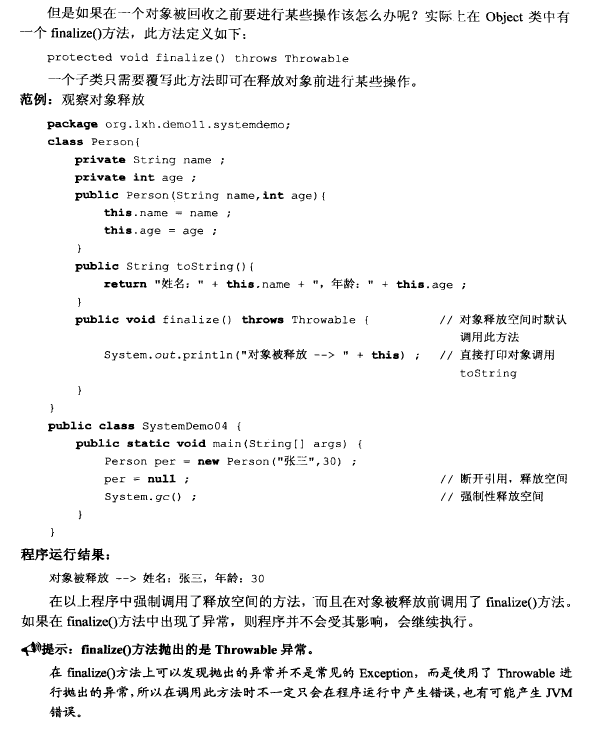 但是如果在一个对象被回收之前要进行某些操作该怎么办呢？实际上在 Object 类中有
一个 finalize()方法，此方法定义如下：
protected void finalize() throws Throwable
一个子类只需要覆写此方法即可在释放对象前进行某些操作。
范例：观察对象释放
package org.lxh.demo11.systemdemo;
class Person{
private String name ;
private int age ;
public Person(String name,int age){
this.name = name ;
this.age = age ;
}
public String toString(){
return "姓名：" + this.name + "，年龄：" + this.age ;
}
public void finalize() throws Throwable { // 对象释放空间时默认
调用此方法
System.out.println("对象被释放 --> " + this) ; // 直接打印对象调用
toString
}
}
public class SystemDemo04 {
public static void main(String[] args) {
Person per = new Person("张三",30) ;
per = null ; // 断开引用，释放空间
System.gc() ; // 强制性释放空间
}
}
程序运行结果：
对象被释放 --> 姓名：张三，年龄：30
在以上程序中强制调用了释放空间的方法，而且在对象被释放前调用了 finalize()方法。
如果在 finalize()方法中出现了异常，则程序并不会受其影响，会继续执行。
提示：finalize()方法抛出的是 Throwable 异常。
在 finalize()方法上可以发现抛出的异常并不是常见的 Exception，而是使用了 Throwable 进
行抛出的异常，所以在调用此方法时不一定只会在程序运行中产生错误，也有可能产生 JVM
错误。